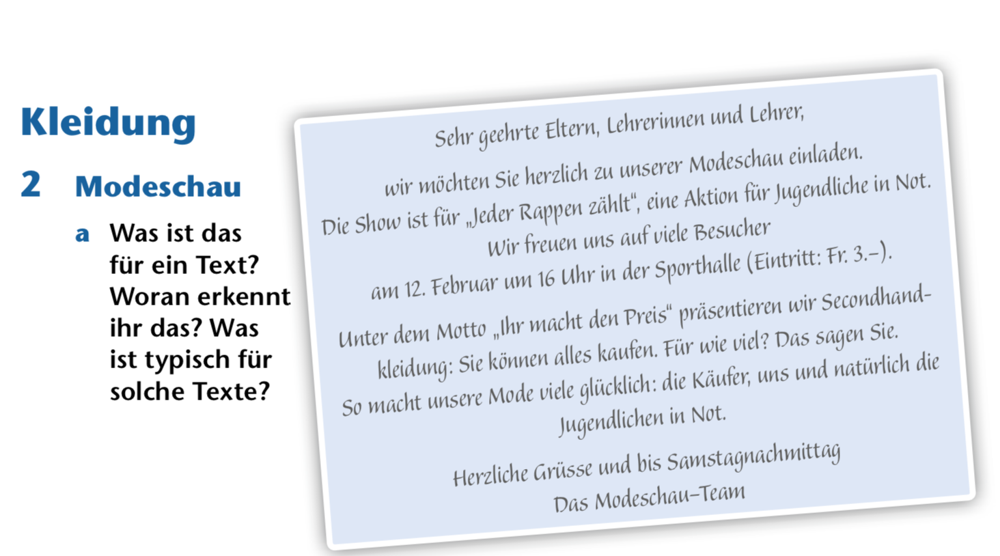 Kleidung
2 Modeschau
a Was ist das
für ein Text?
Woran erkennt
ihr das? Was
ist typisch für
solche Texte?
Sehr geehrte Eltern, Lehrerinnen und Lehrer,
wir möchten Sie herzlich zu unserer Modeschau einladen.
Die Show ist für „Jeder Rappen zählt“, eine Aktion für Jugendliche in Not.
Wir freuen uns auf viele Besucher
am 12. Februar um 16 Uhr in der Sporthalle (Eintritt: Fr. 3.–).
Unter dem Motto „Ihr macht den Preis“ präsentieren wir Secondhand-
kleidung: Sie können alles kaufen. Für wie viel? Das sagen Sie.
So macht unsere Mode viele glücklich: die Käufer, uns und natürlich die
Jugendlichen in Not.
Herzliche Grüsse und bis Samstagnachmittag
Das Modeschau-Team